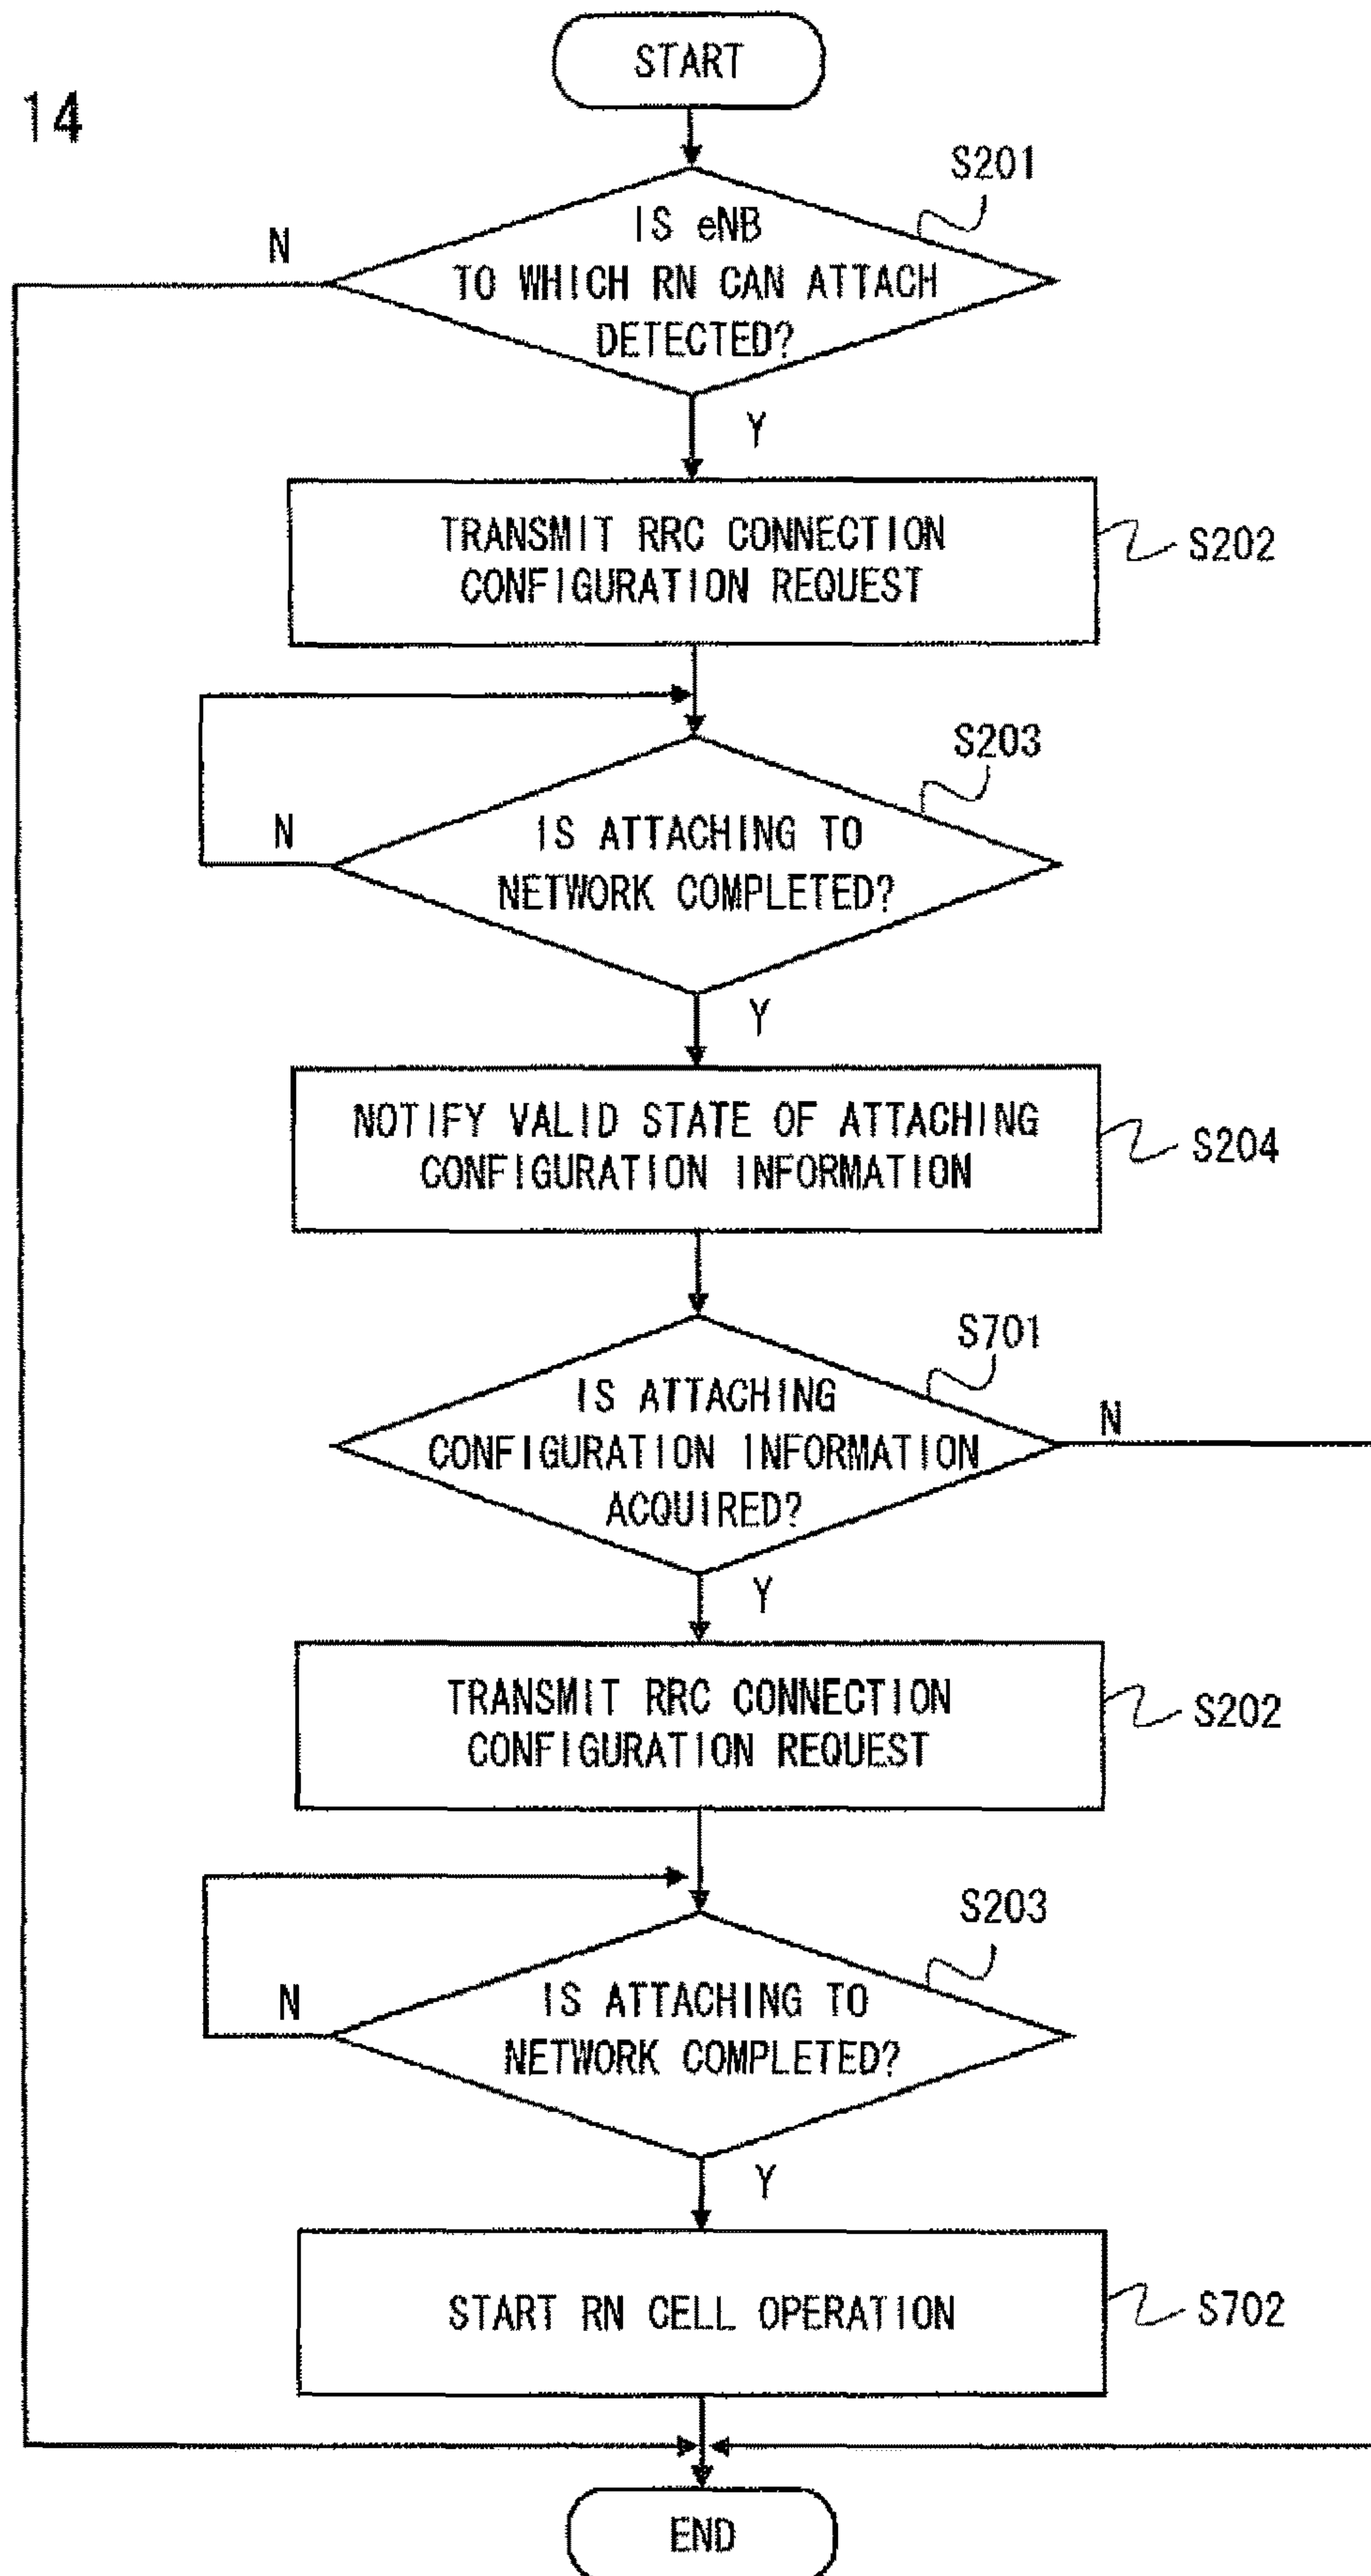 START
14
S201
N
IS eNB
TO WHICH RN CAN ATTACH
DETECTED?
Y
TRANSMIT RRC CONNECTION
CONFIGURATION REQUEST
S202
S203
N
IS ATTACHING TO
NETWORK COMPLETED?
Y
NOTIFY VALID STATE OF ATTACHING
CONFIGURATION INFORMATION
S204
S701
IS ATTACHING
CONFIGURATION INFORMATION
ACQUIRED?
N
Y
TRANSMIT RRC CONNECTION
CONFIGURATION REQUEST
S202
S203
N
IS ATTACHING TO
NETWORK COMPLETED?
Y
START RN CELL OPERATION
S702
END